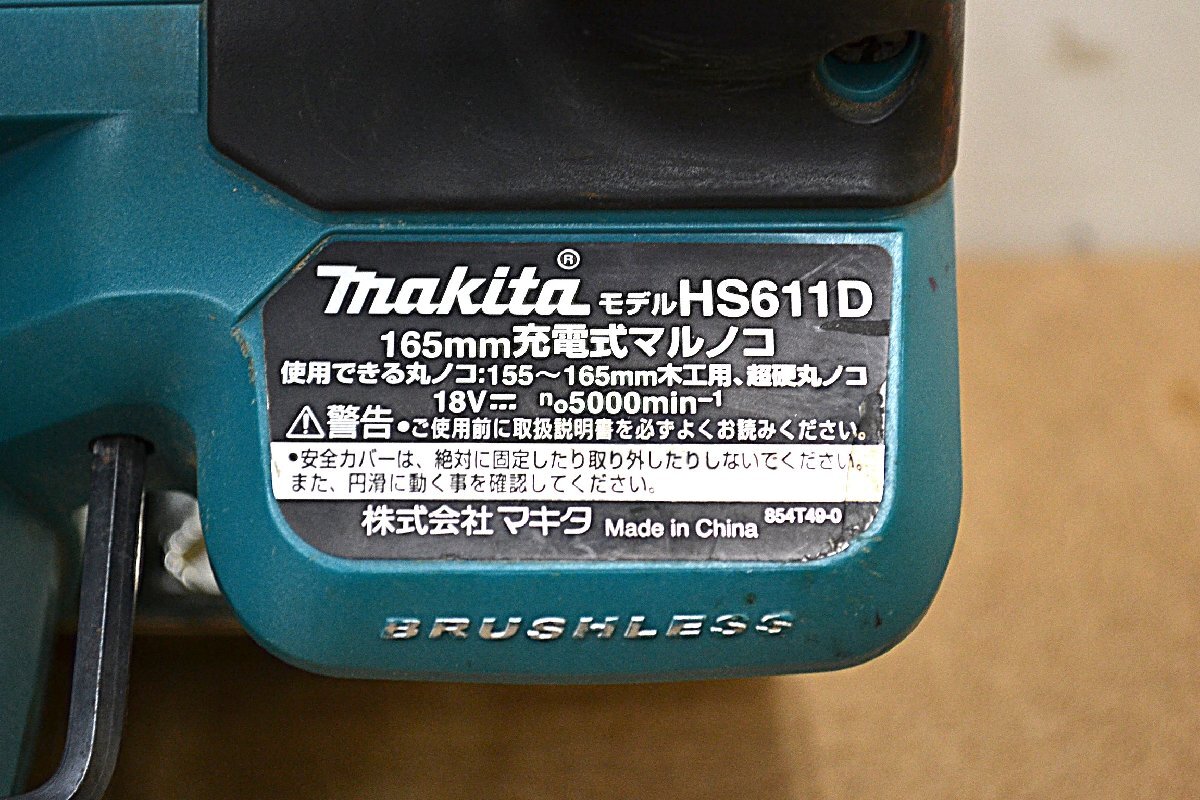 makita® モデルHS611D
165mm充電式マルノコ
使用できる丸ノコ:155～165mm木工用、超硬丸ノコ
18V⎓ n₀5000min⁻¹
⚠警告 •ご使用前に取扱説明書を必ずよくお読みください。
•安全カバーは、絶対に固定したり取り外したりしないでください。
また、円滑に動く事を確認してください。
株式会社マキタ Made in China 854T49-0
BRUSHLESS